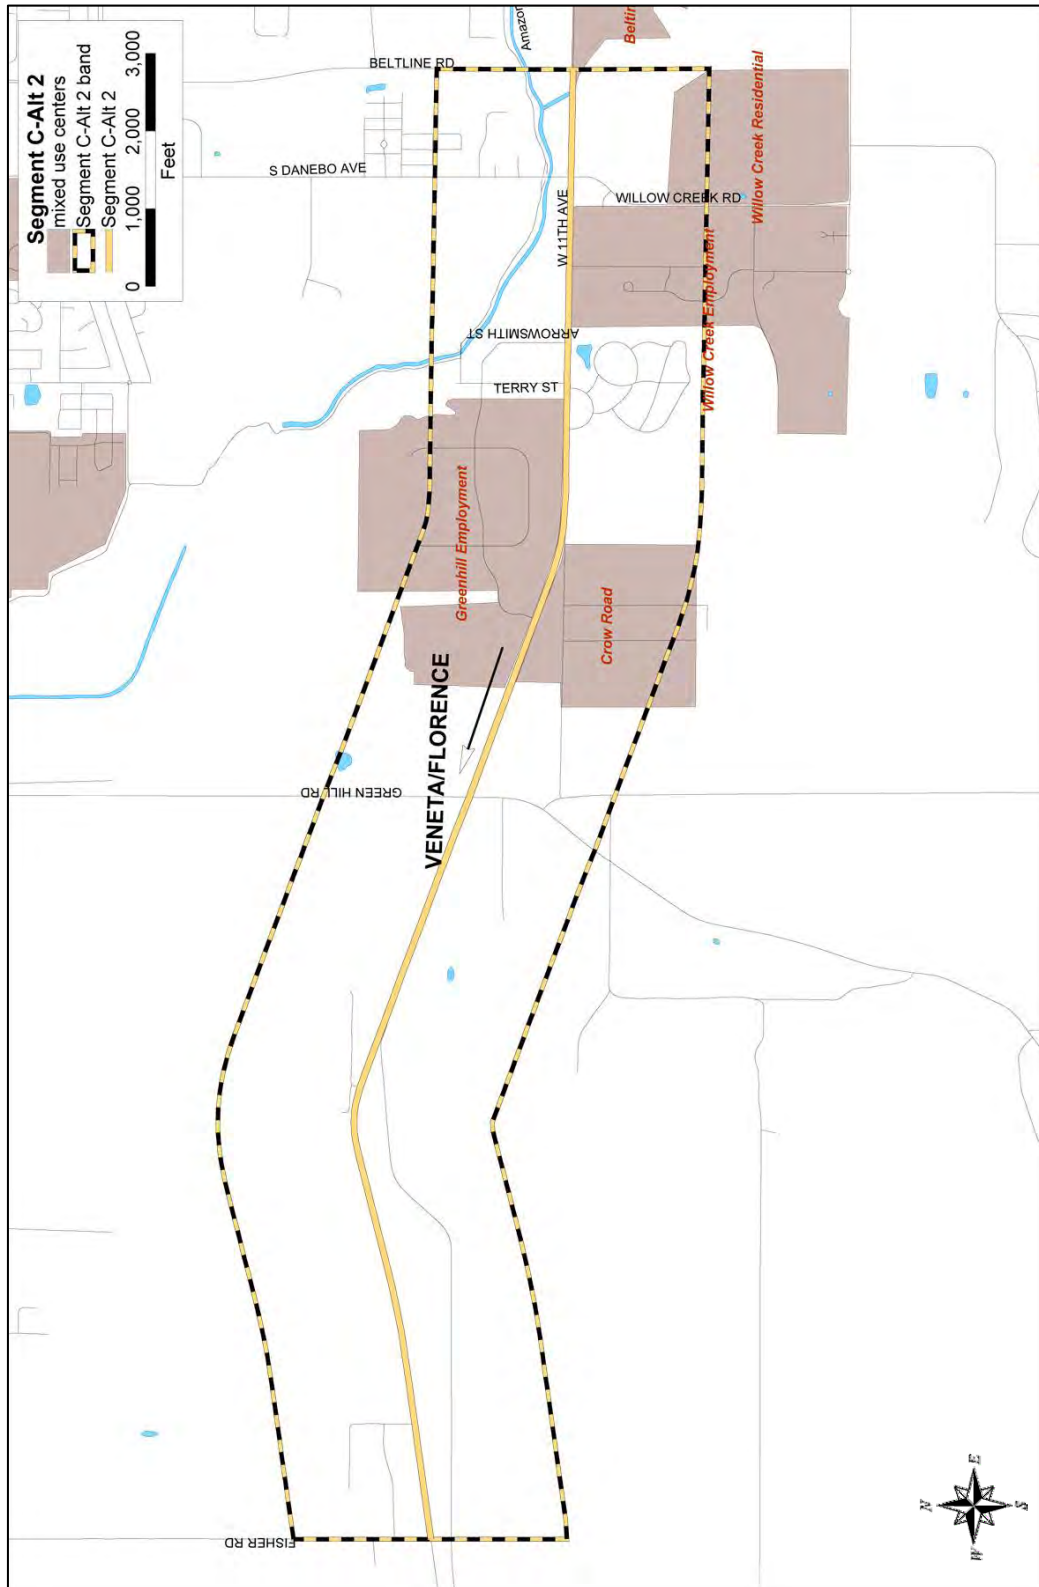 Segment C-Alt 2
mixed use centers
Segment C-Alt 2 band
Segment C-Alt 2
0 1,000 2,000 3,000
Feet
BELTLINE RD
Amazon
Beltlin
S DANEBO AVE
WILLOW CREEK RD
W 11TH AVE
Willow Creek Residential
Willow Creek Employment
ARROWSMITH ST
TERRY ST
Greenhill Employment
Crow Road
VENETA/FLORENCE
GREEN HILL RD
FISHER RD
N
E
S
W